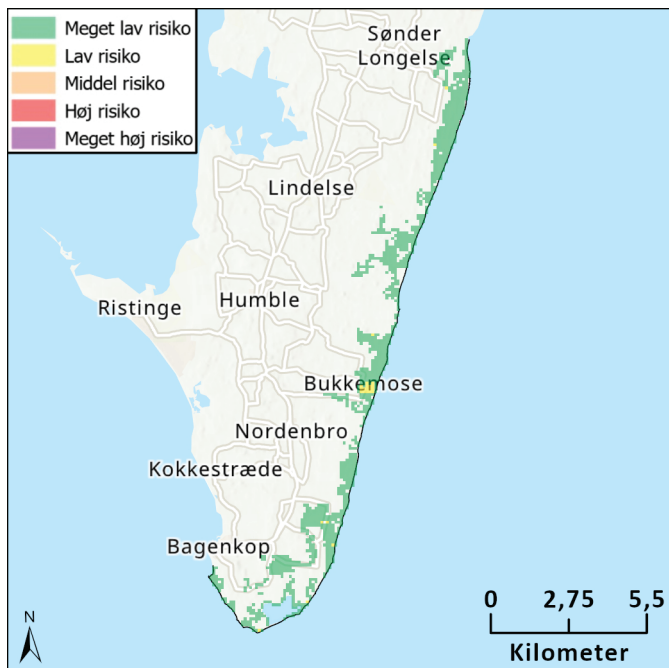 Meget lav risiko
Lav risiko
Middel risiko
Høj risiko
Meget høj risiko
Sønder
Longelse
Lindelse
Ristinge
Humble
Bukkemose
Nordenbro
Kokkestræde
Bagenkop
N
0 2,75 5,5
Kilometer